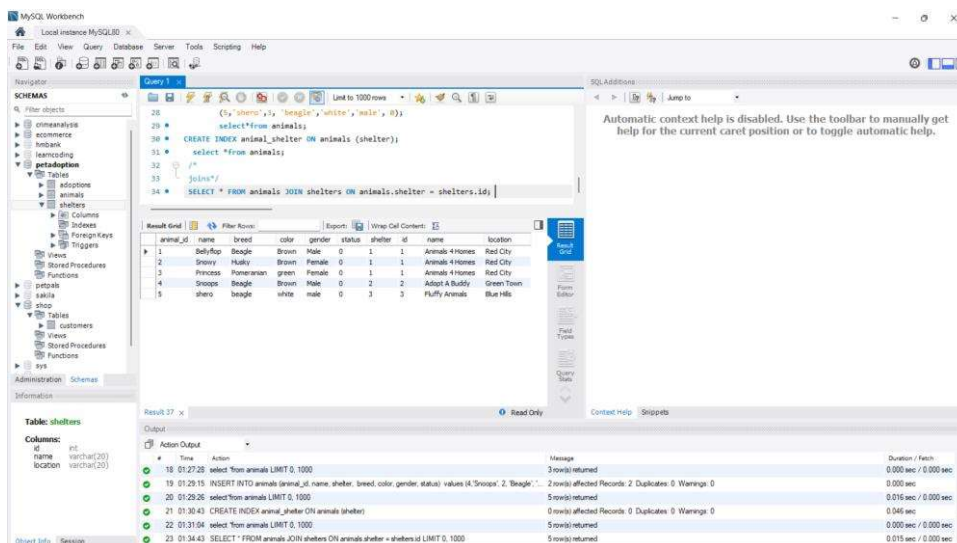 MySQL Workbench
Local instance MySQL80 ×
File Edit View Query Database Server Tools Scripting Help
Navigator
SCHEMAS
Filter objects
crimeanalysis
ecommerce
hmbank
learncoding
petadoption
Tables
adoptions
animals
shelters
Columns
Indexes
Foreign Keys
Triggers
Views
Stored Procedures
Functions
petpals
sakila
shop
Tables
customers
Views
Stored Procedures
Functions
sys
Administration Schemas
Information
Table: shelters
Columns:
id int
name varchar(20)
location varchar(20)
Object Info Session
Query 1 ×
Limit to 1000 rows
28 (5,'shero',3, 'beagle','white','male', 0);
29 select*from animals;
30 CREATE INDEX animal_shelter ON animals (shelter);
31 select *from animals;
32 /*
33 joins*/
34 SELECT * FROM animals JOIN shelters ON animals.shelter = shelters.id;
Result Grid Filter Rows: Export: Wrap Cell Content:
animal_id name breed color gender status shelter id name location
1 Bellyflop Beagle Brown Male 0 1 1 Animals 4 Homes Red City
2 Snowy Husky Brown Female 0 1 1 Animals 4 Homes Red City
3 Princess Pomeranian green Female 0 1 1 Animals 4 Homes Red City
4 Snoops Beagle Brown Male 0 2 2 Adopt A Buddy Green Town
5 shero beagle white male 0 3 3 Fluffy Animals Blue Hills
Result Grid
Form Editor
Field Types
Query Stats
Result 37 × Read Only
SQLAdditions
Jump to
Automatic context help is disabled. Use the toolbar to manually get
help for the current caret position or to toggle automatic help.
Context Help Snippets
Output
Action Output
# Time Action Message Duration / Fetch
18 01:27:28 select *from animals LIMIT 0, 1000 3 row(s) returned 0.000 sec / 0.000 sec
19 01:29:15 INSERT INTO animals (animal_id, name, shelter, breed, color, gender, status) values (4,'Snoops', 2, 'Beagle', '... 2 row(s) affected Records: 2 Duplicates: 0 Warnings: 0 0.000 sec
20 01:29:26 select*from animals LIMIT 0, 1000 5 row(s) returned 0.016 sec / 0.000 sec
21 01:30:43 CREATE INDEX animal_shelter ON animals (shelter) 0 row(s) affected Records: 0 Duplicates: 0 Warnings: 0 0.046 sec
22 01:31:04 select *from animals LIMIT 0, 1000 5 row(s) returned 0.000 sec / 0.000 sec
23 01:34:43 SELECT * FROM animals JOIN shelters ON animals.shelter = shelters.id LIMIT 0, 1000 5 row(s) returned 0.015 sec / 0.000 sec